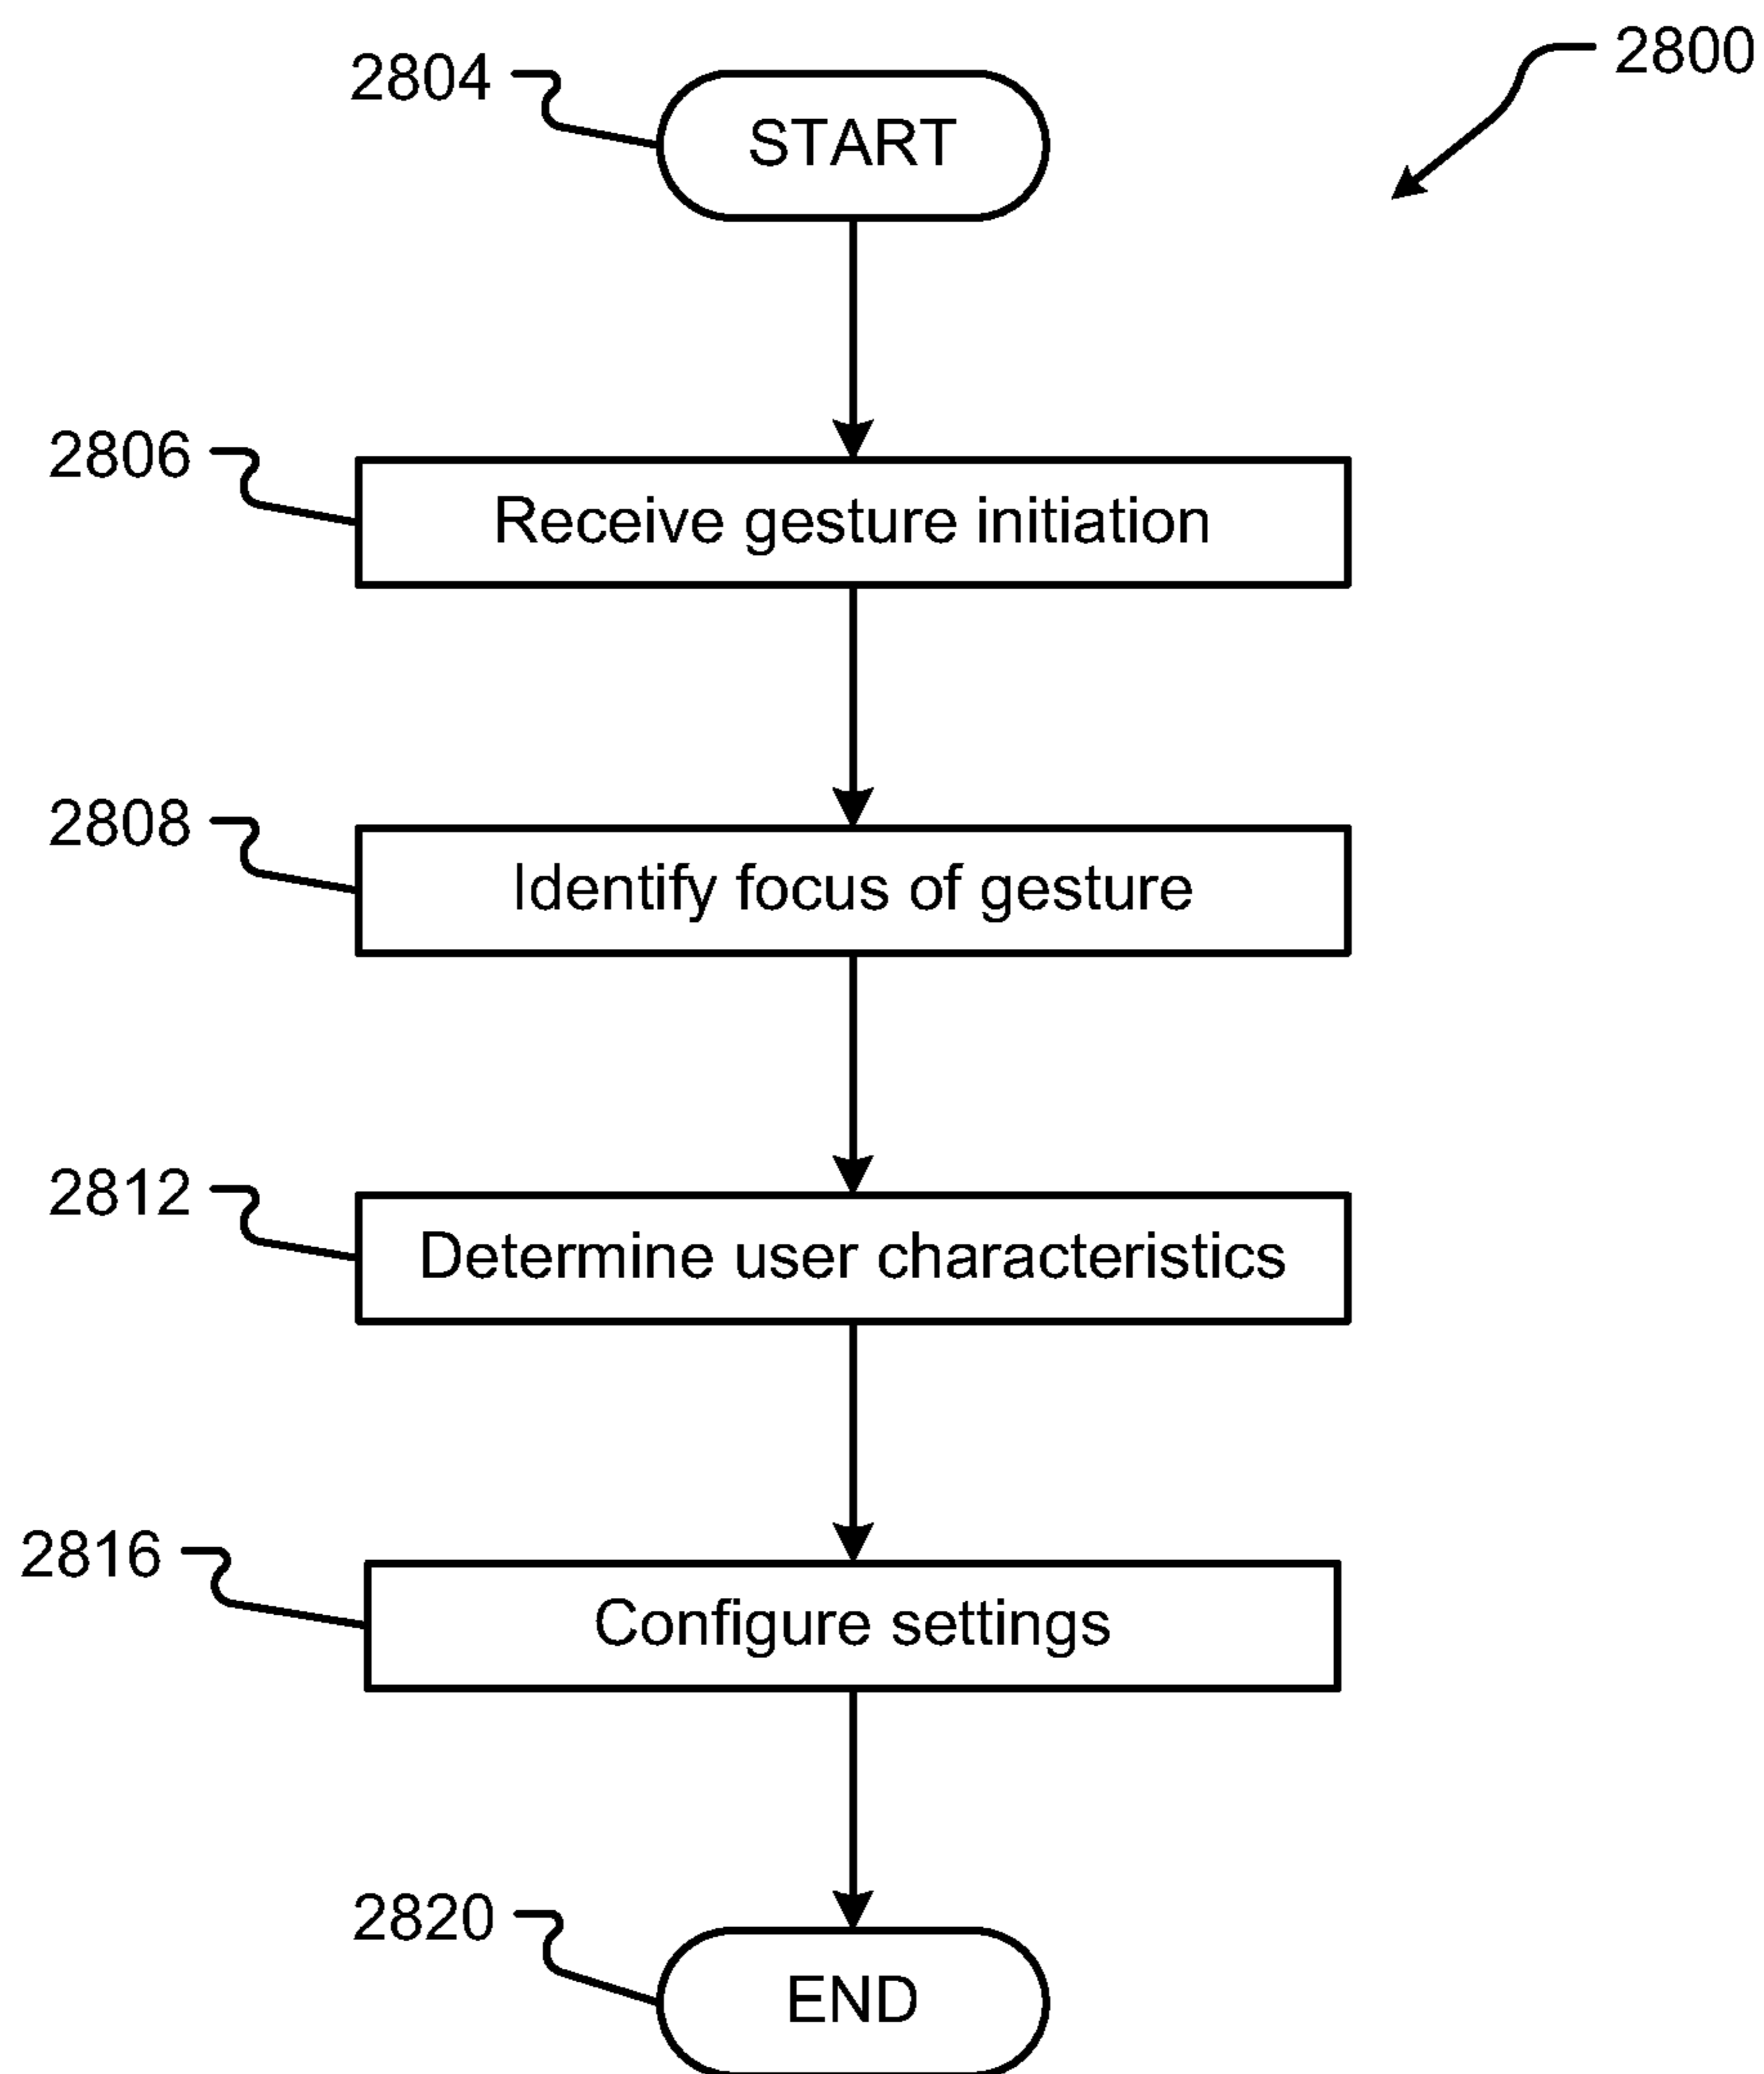 2800
2804
START
2806
Receive gesture initiation
2808
Identify focus of gesture
2812
Determine user characteristics
2816
Configure settings
2820
END